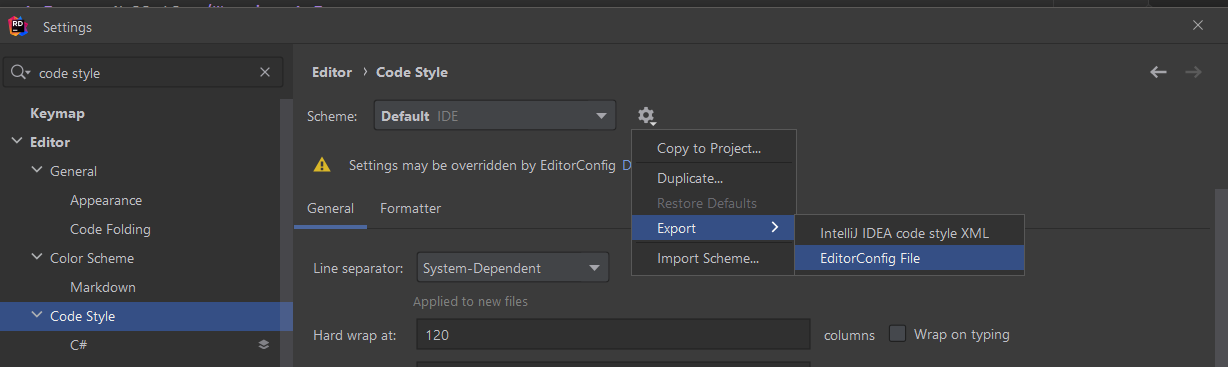 RD
Settings
code style
Keymap
Editor
General
Appearance
Code Folding
Color Scheme
Markdown
Code Style
C#
Editor › Code Style
Scheme: Default IDE
Settings may be overridden by EditorConfig D
General Formatter
Line separator: System-Dependent
Applied to new files
Hard wrap at: 120 columns Wrap on typing
Copy to Project...
Duplicate...
Restore Defaults
Export
Import Scheme...
IntelliJ IDEA code style XML
EditorConfig File